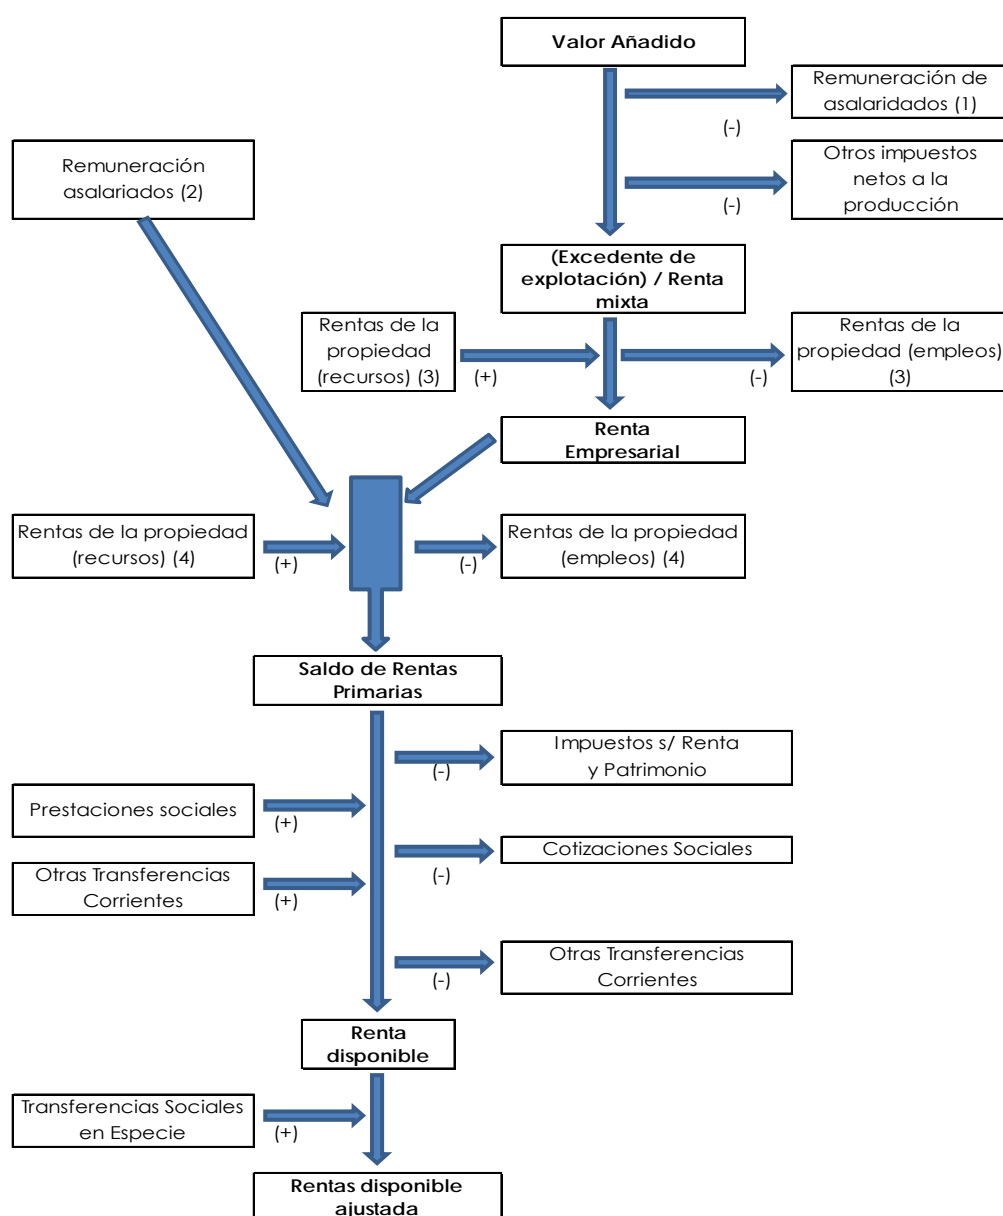 Valor Añadido
Remuneración de
asalaridados (1)
(-)
Remuneración
asalariados (2)
Otros impuestos
netos a la
producción
(-)
(Excedente de
explotación) / Renta
mixta
Rentas de la
propiedad
(recursos) (3)
(+)
Rentas de la
propiedad (empleos)
(3)
(-)
Renta
Empresarial
Rentas de la propiedad
(recursos) (4)
(+)
Rentas de la propiedad
(empleos) (4)
(-)
Saldo de Rentas
Primarias
Impuestos s/ Renta
y Patrimonio
(-)
Prestaciones sociales
(+)
Cotizaciones Sociales
(-)
Otras Transferencias
Corrientes
(+)
Otras Transferencias
Corrientes
(-)
Renta
disponible
Transferencias Sociales
en Especie
(+)
Rentas disponible
ajustada